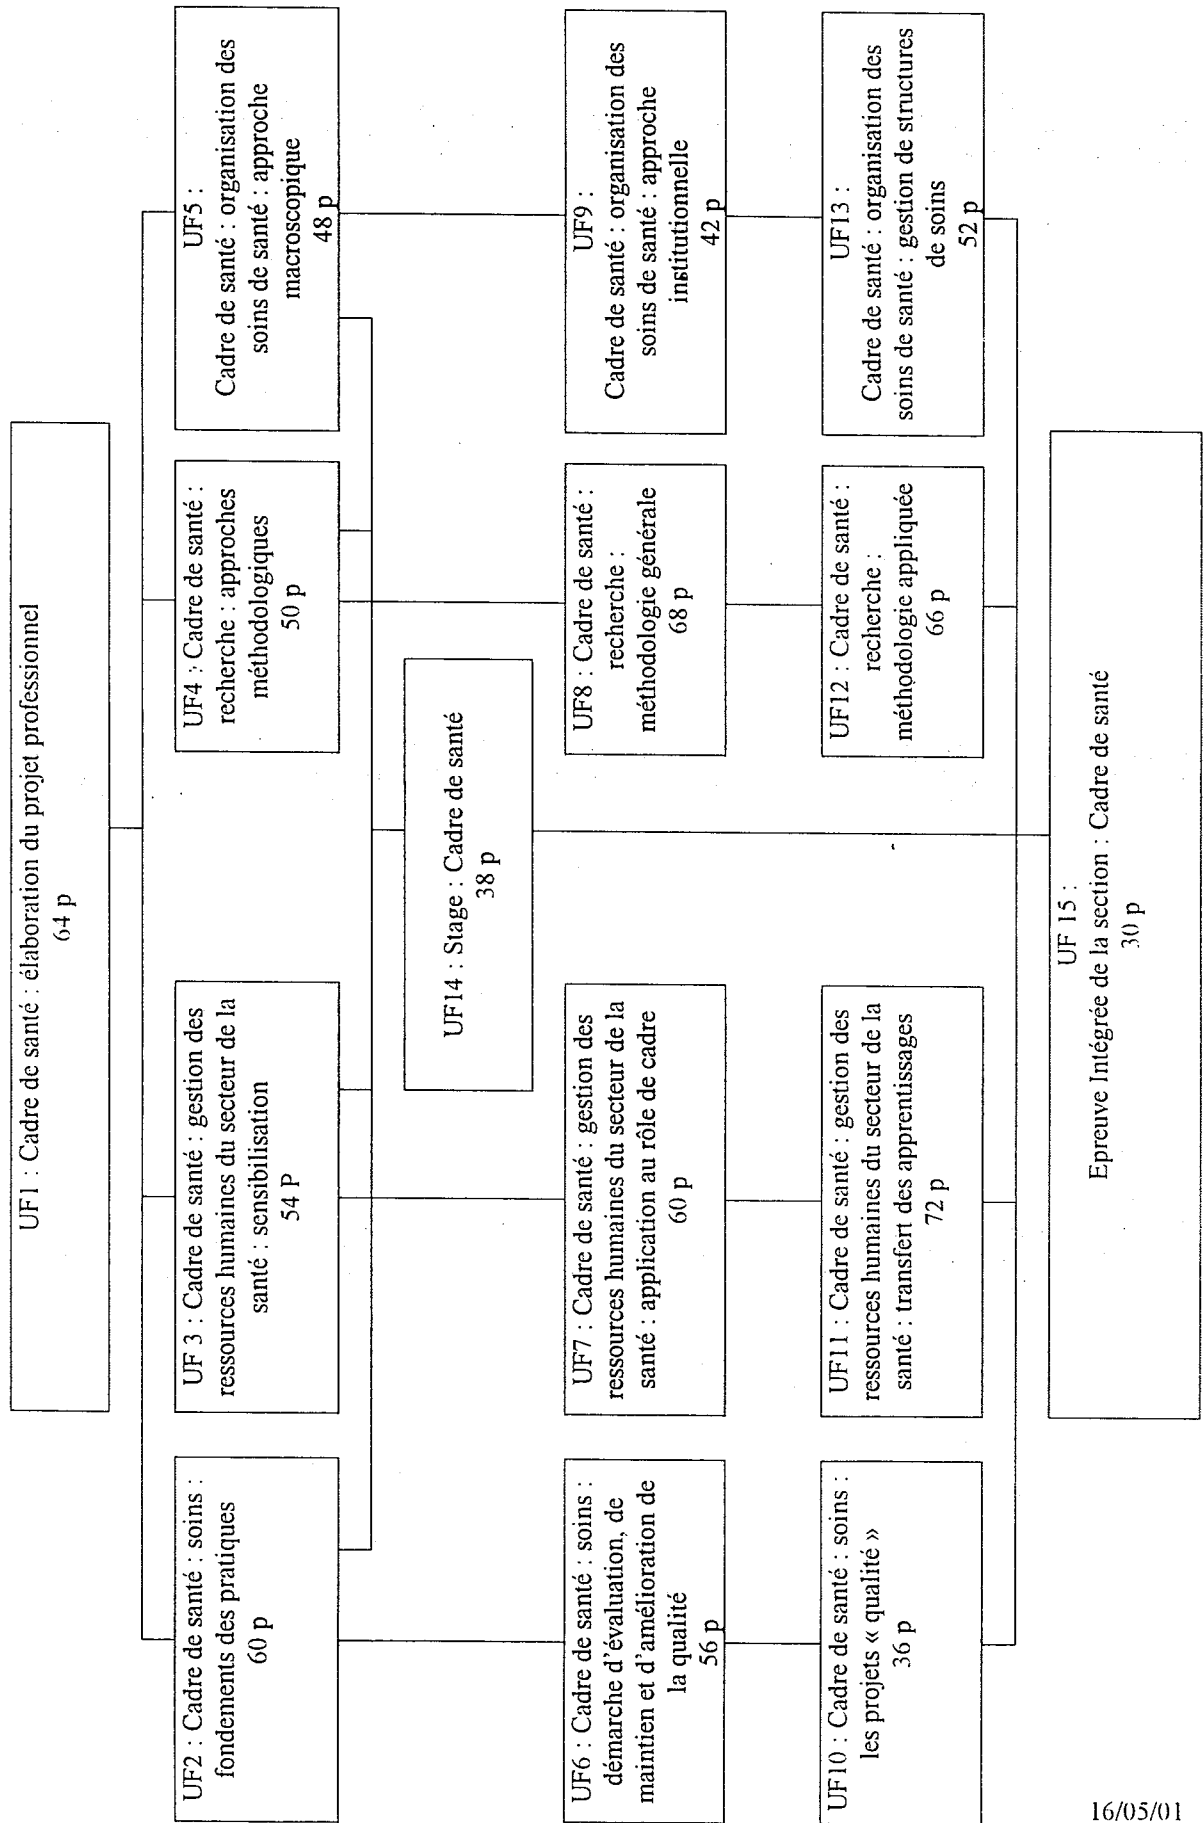 UF1 : Cadre de santé : élaboration du projet professionnel
64 p
UF2 : Cadre de santé : soins :
fondements des pratiques
60 p
UF 3 : Cadre de santé : gestion des
ressources humaines du secteur de la
santé : sensibilisation
54 P
UF4 : Cadre de santé :
recherche : approches
méthodologiques
50 p
UF5 :
Cadre de santé : organisation des
soins de santé : approche
macroscopique
48 p
UF14 : Stage : Cadre de santé
38 p
UF6 : Cadre de santé : soins :
démarche d'évaluation, de
maintien et d'amélioration de
la qualité
56 p
UF7 : Cadre de santé : gestion des
ressources humaines du secteur de la
santé : application au rôle de cadre
60 p
UF8 : Cadre de santé :
recherche :
méthodologie générale
68 p
UF9 :
Cadre de santé : organisation des
soins de santé : approche
institutionnelle
42 p
UF10 : Cadre de santé : soins :
les projets « qualité »
36 p
UF11 : Cadre de santé : gestion des
ressources humaines du secteur de la
santé : transfert des apprentissages
72 p
UF12 : Cadre de santé :
recherche :
méthodologie appliquée
66 p
UF13 :
Cadre de santé : organisation des
soins de santé : gestion de structures
de soins
52 p
UF 15 :
Epreuve Intégrée de la section : Cadre de santé
30 p
16/05/01